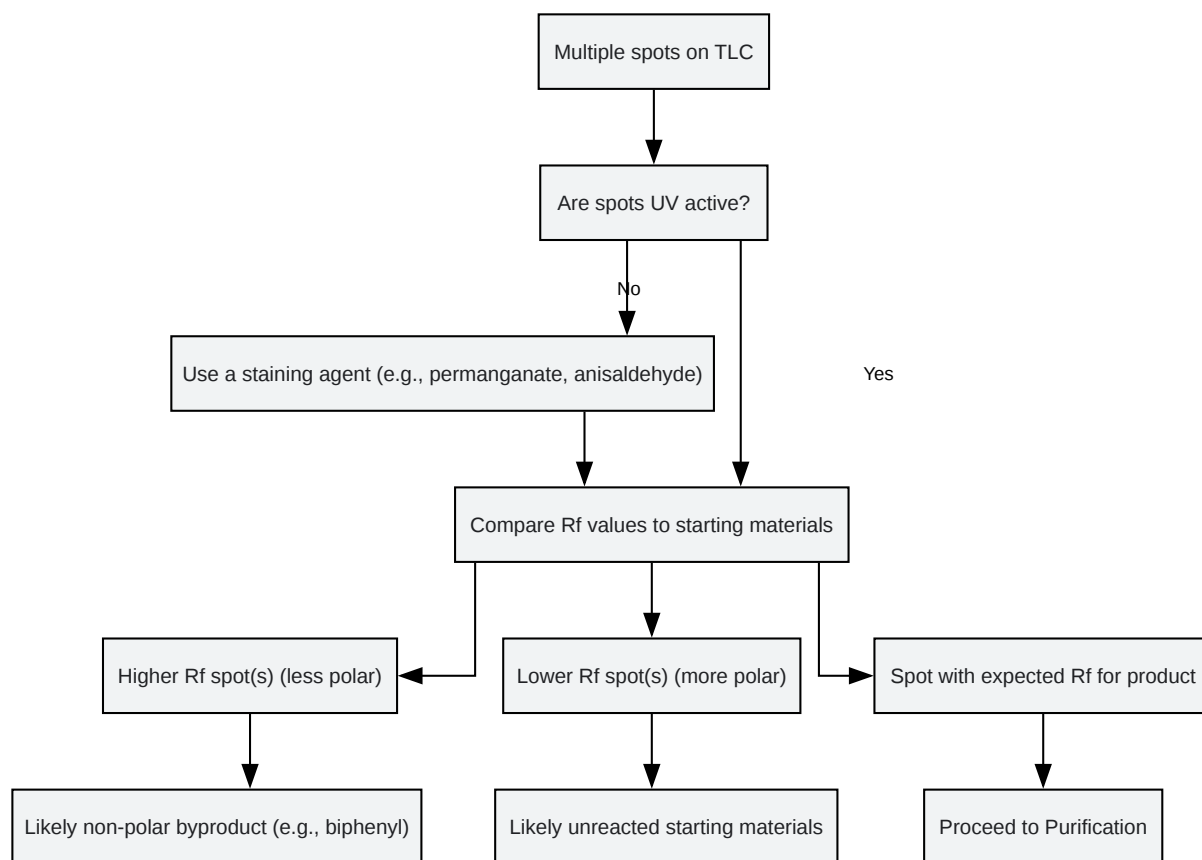 Multiple spots on TLC
Are spots UV active?
No
Use a staining agent (e.g., permanganate, anisaldehyde)
Yes
Compare Rf values to starting materials
Higher Rf spot(s) (less polar)
Lower Rf spot(s) (more polar)
Spot with expected Rf for product
Likely non-polar byproduct (e.g., biphenyl)
Likely unreacted starting materials
Proceed to Purification